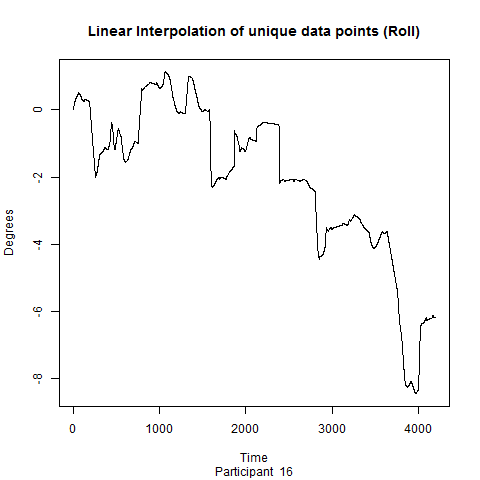 Linear Interpolation of unique data points (Roll)
Degrees
0
-2
-4
-6
-8
0 1000 2000 3000 4000
Time
Participant 16